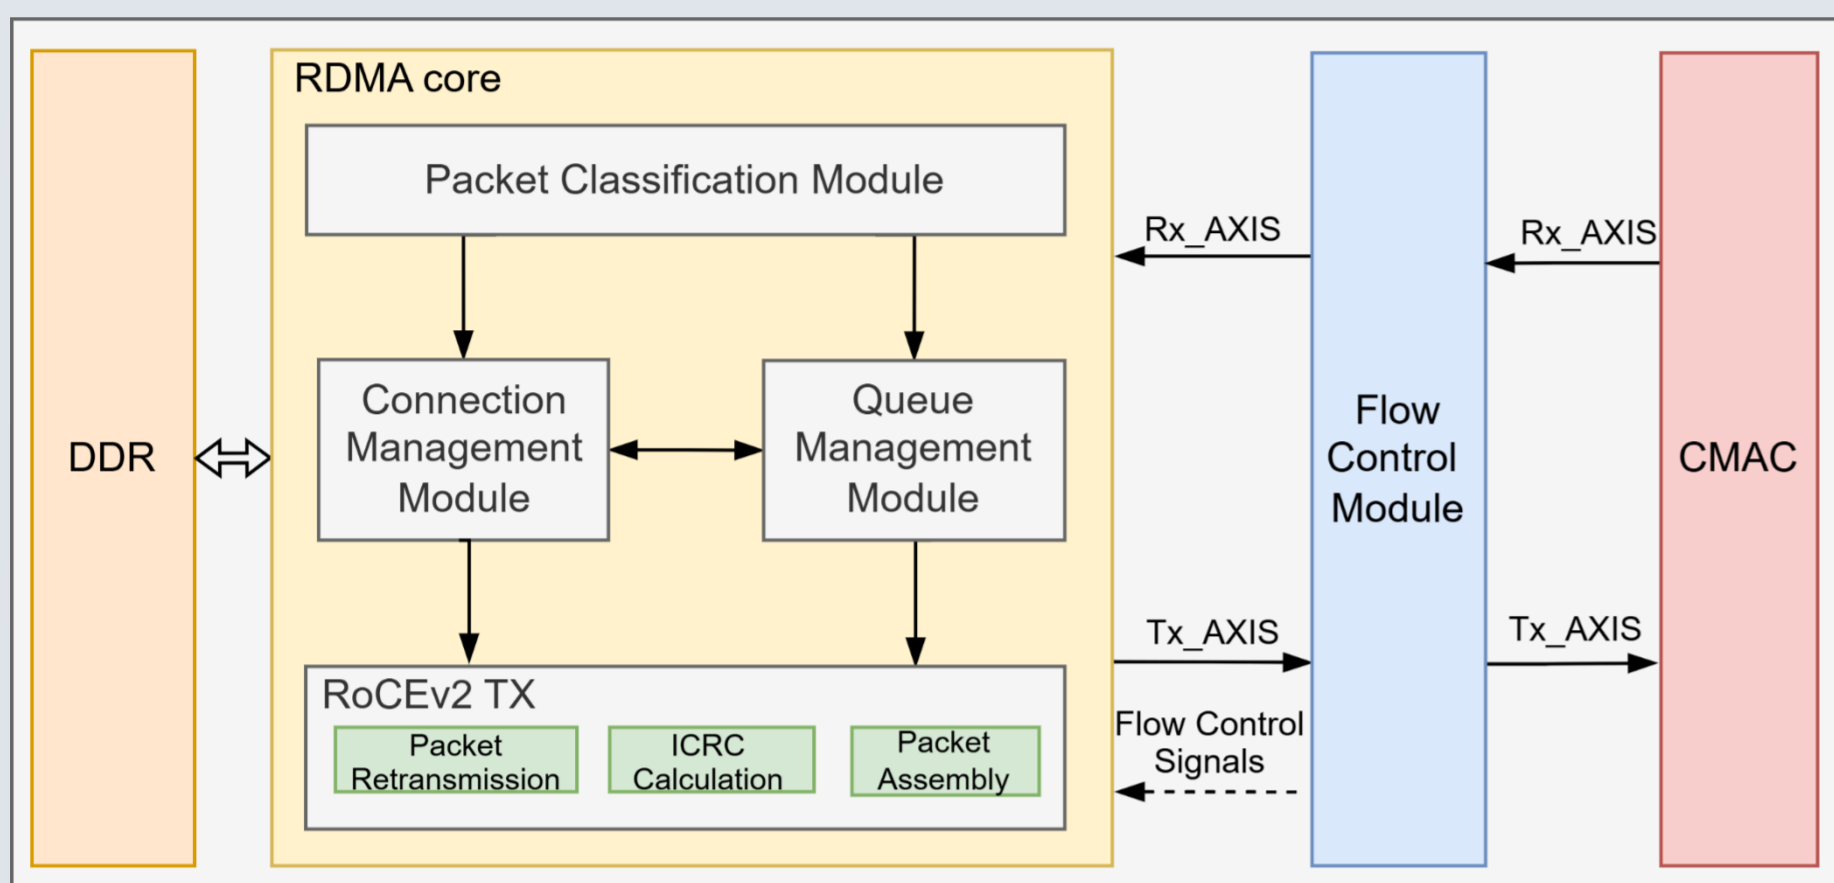 RDMA core
Packet Classification Module
Rx_AXIS
Rx_AXIS
DDR
Connection
Management
Module
Queue
Management
Module
Flow
Control
Module
CMAC
Tx_AXIS
Tx_AXIS
RoCEv2 TX
Packet
Retransmission
ICRC
Calculation
Packet
Assembly
Flow Control
Signals